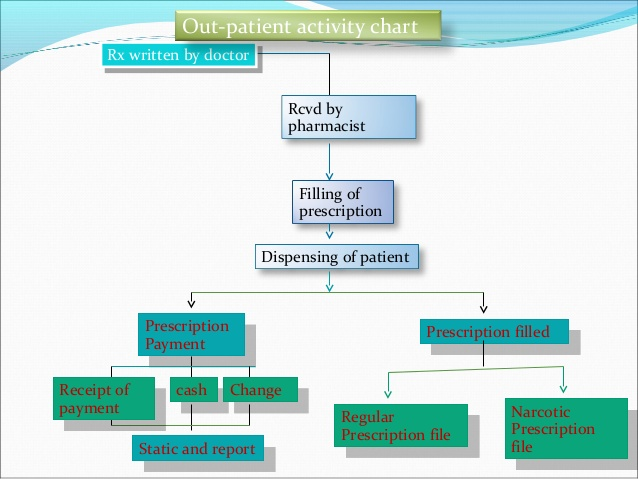 Out-patient activity chart
Rx written by doctor
Rcvd by
pharmacist
Filling of
prescription
Dispensing of patient
Prescription
Payment
Prescription filled
Receipt of
payment
cash
Change
Regular
Prescription file
Narcotic
Prescription
file
Static and report